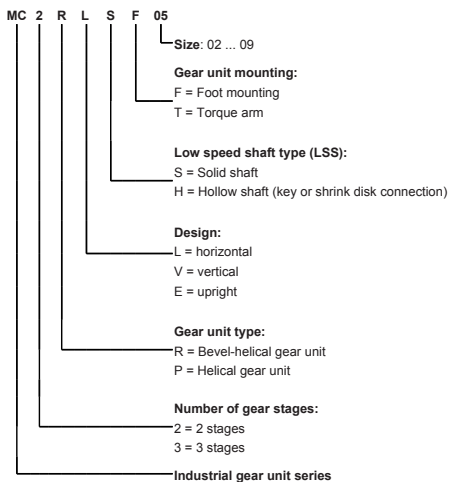 MC 2 R L S F 05
Size: 02 ... 09
Gear unit mounting:
F = Foot mounting
T = Torque arm
Low speed shaft type (LSS):
S = Solid shaft
H = Hollow shaft (key or shrink disk connection)
Design:
L = horizontal
V = vertical
E = upright
Gear unit type:
R = Bevel-helical gear unit
P = Helical gear unit
Number of gear stages:
2 = 2 stages
3 = 3 stages
Industrial gear unit series